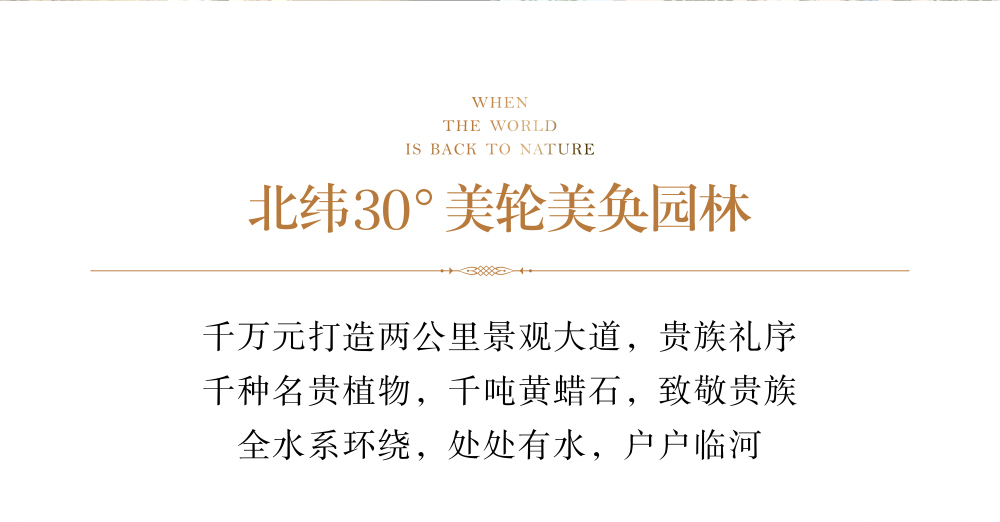 WHEN
THE WORLD
IS BACK TO NATURE
北纬30° 美轮美奂园林
千万元打造两公里景观大道，贵族礼序
千种名贵植物，千吨黄蜡石，致敬贵族
全水系环绕，处处有水，户户临河